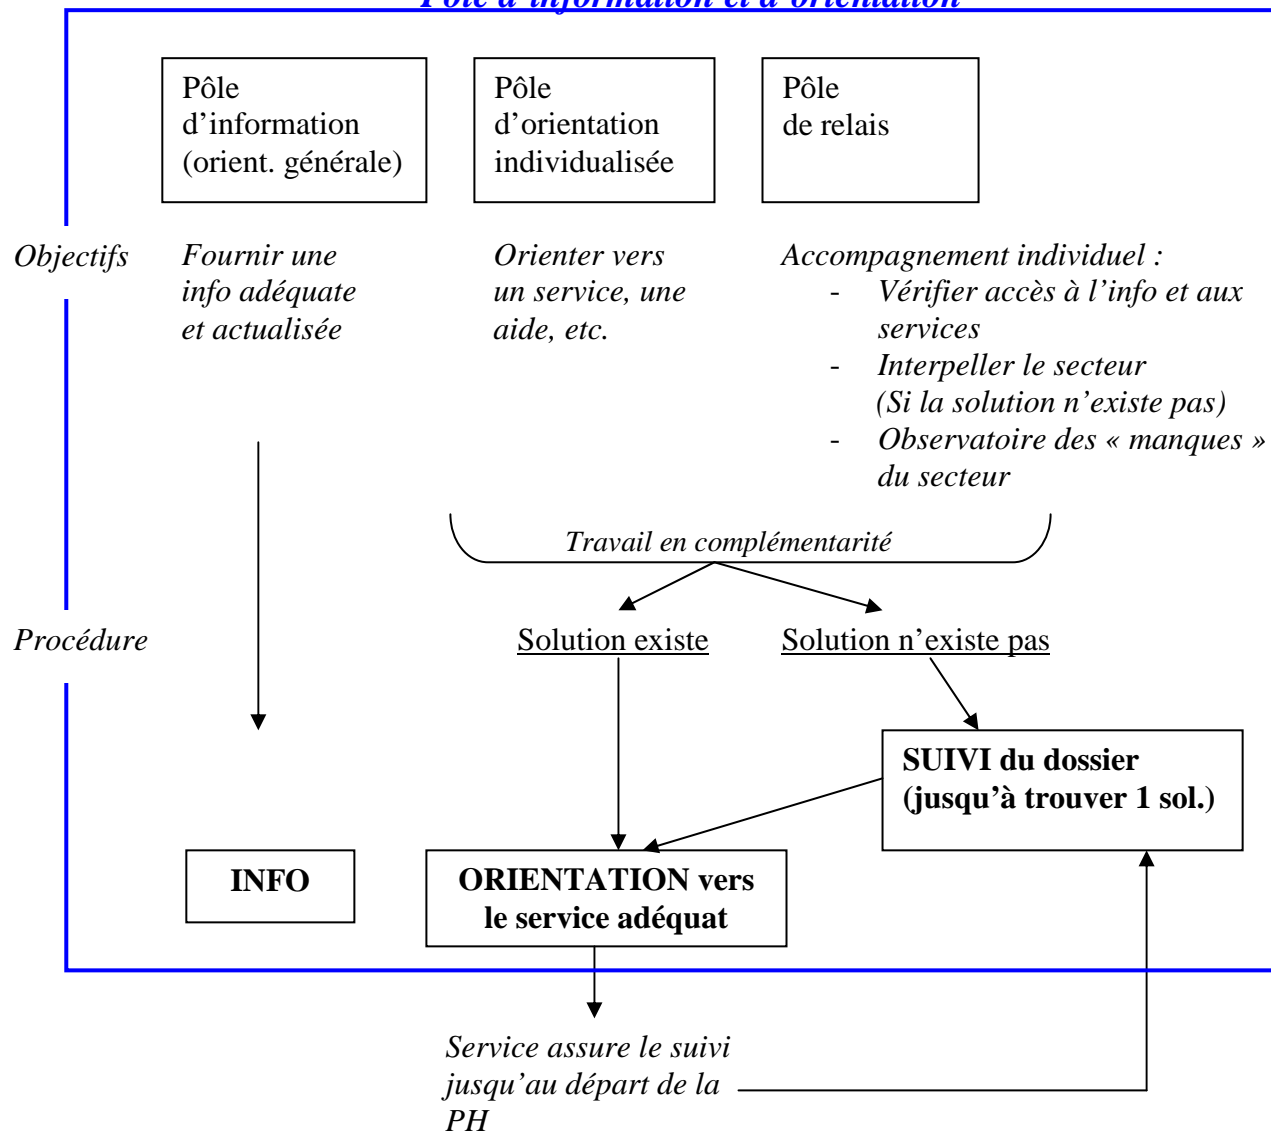 Pôle d’information et d’orientation
Pôle
d’information
(orient. générale)
Pôle
d’orientation
individualisée
Pôle
de relais
Objectifs
Fournir une
info adéquate
et actualisée
Orienter vers
un service, une
aide, etc.
Accompagnement individuel :
- Vérifier accès à l’info et aux
services
- Interpeller le secteur
(Si la solution n’existe pas)
- Observatoire des « manques »
du secteur
Travail en complémentarité
Procédure
Solution existe
Solution n’existe pas
SUIVI du dossier
(jusqu’à trouver 1 sol.)
INFO
ORIENTATION vers
le service adéquat
Service assure le suivi
jusqu’au départ de la
PH